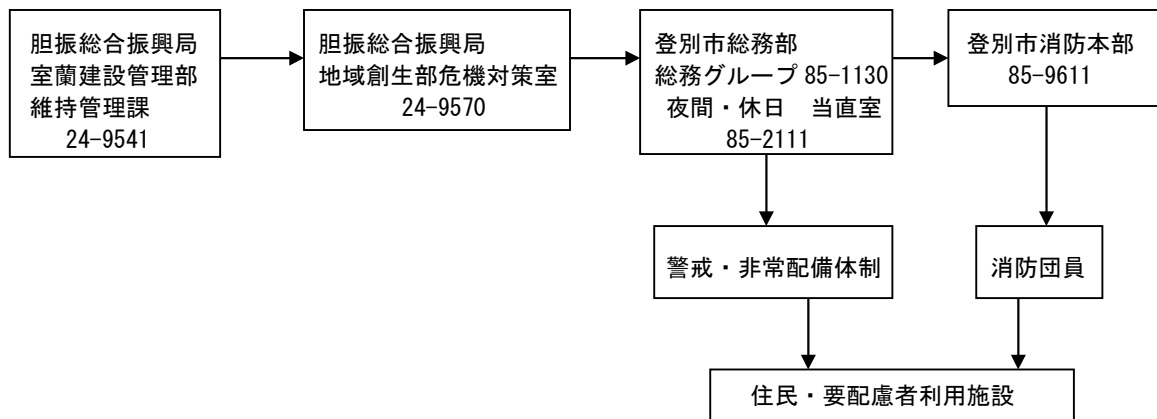 胆振総合振興局
室蘭建設管理部
維持管理課
24-9541
胆振総合振興局
地域創生部危機対策室
24-9570
登別市総務部
総務グループ 85-1130
夜間・休日　当直室
85-2111
登別市消防本部
85-9611
警戒・非常配備体制
消防団員
住民・要配慮者利用施設